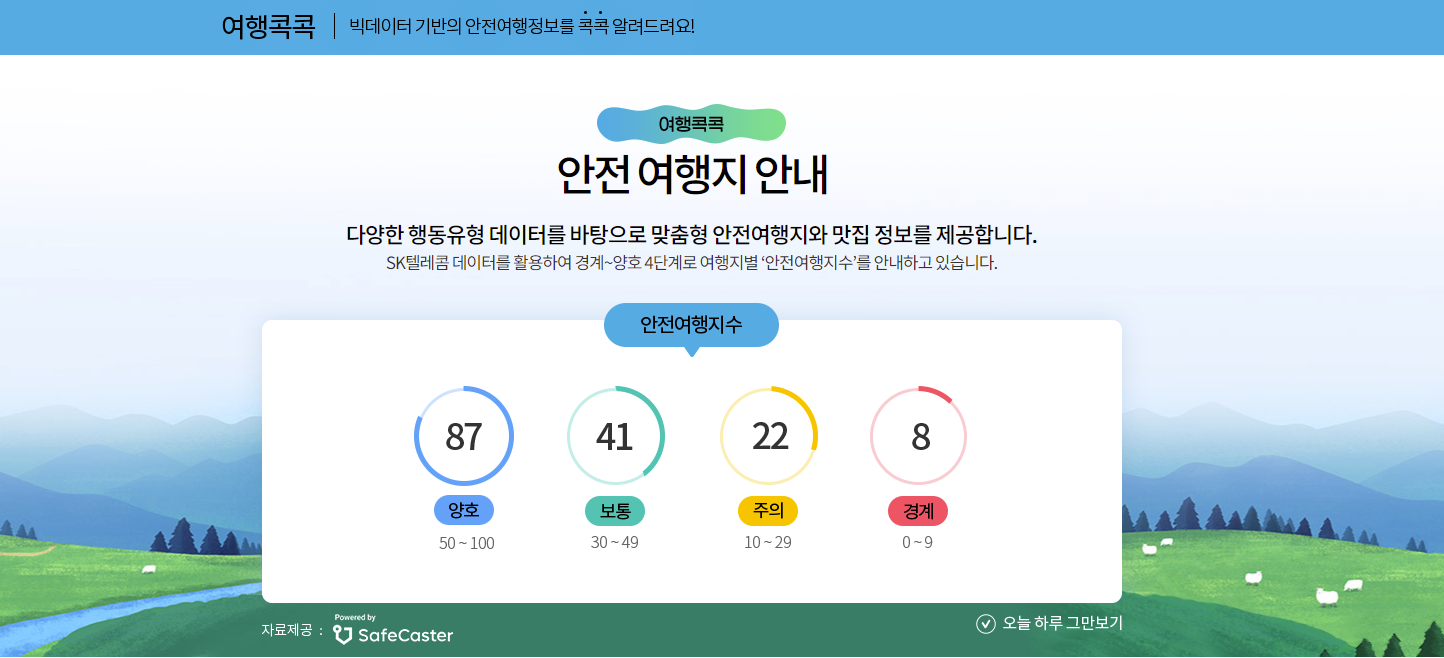 여행콕콕
빅데이터 기반의 안전여행정보를 콕콕 알려드려요!
여행콕콕
안전 여행지 안내
다양한 행동유형 데이터를 바탕으로 맞춤형 안전여행지와 맛집 정보를 제공합니다.
SK텔레콤 데이터를 활용하여 경계~양호 4단계로 여행지별 ‘안전여행지수’를 안내하고 있습니다.
안전여행지수
87 41 22 8
양호 보통 주의 경계
50 ~ 100 30 ~ 49 10 ~ 29 0 ~ 9
자료제공 : Powered by
SafeCaster
오늘 하루 그만보기